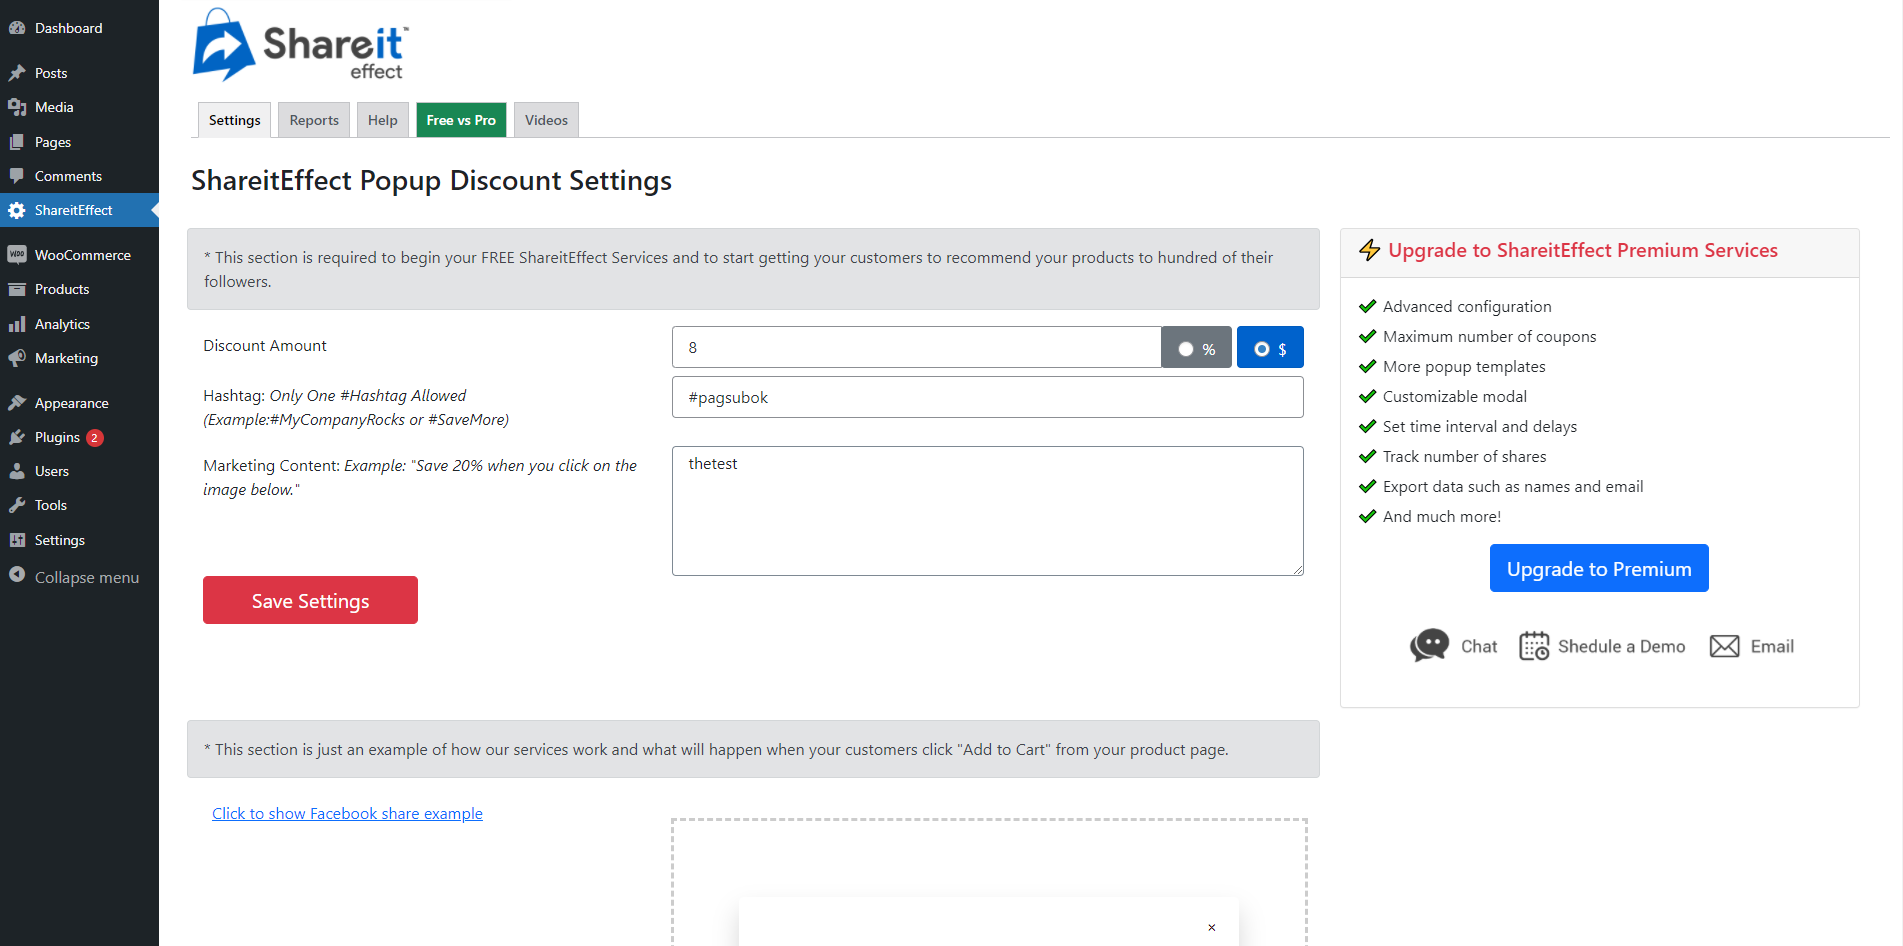 Dashboard
Posts
Media
Pages
Comments
ShareitEffect
WooCommerce
Products
Analytics
Marketing
Appearance
Plugins 2
Users
Tools
Settings
Collapse menu
Shareit™
effect
Settings Reports Help Free vs Pro Videos
ShareitEffect Popup Discount Settings
* This section is required to begin your FREE ShareitEffect Services and to start getting your customers to recommend your products to hundred of their
followers.
Discount Amount 8 % $
Hashtag: Only One #Hashtag Allowed
(Example:#MyCompanyRocks or #SaveMore)
#pagsubok
Marketing Content: Example: "Save 20% when you click on the
image below."
thetest
Save Settings
Upgrade to ShareitEffect Premium Services
Advanced configuration
Maximum number of coupons
More popup templates
Customizable modal
Set time interval and delays
Track number of shares
Export data such as names and email
And much more!
Upgrade to Premium
Chat Shedule a Demo Email
* This section is just an example of how our services work and what will happen when your customers click "Add to Cart" from your product page.
Click to show Facebook share example
×